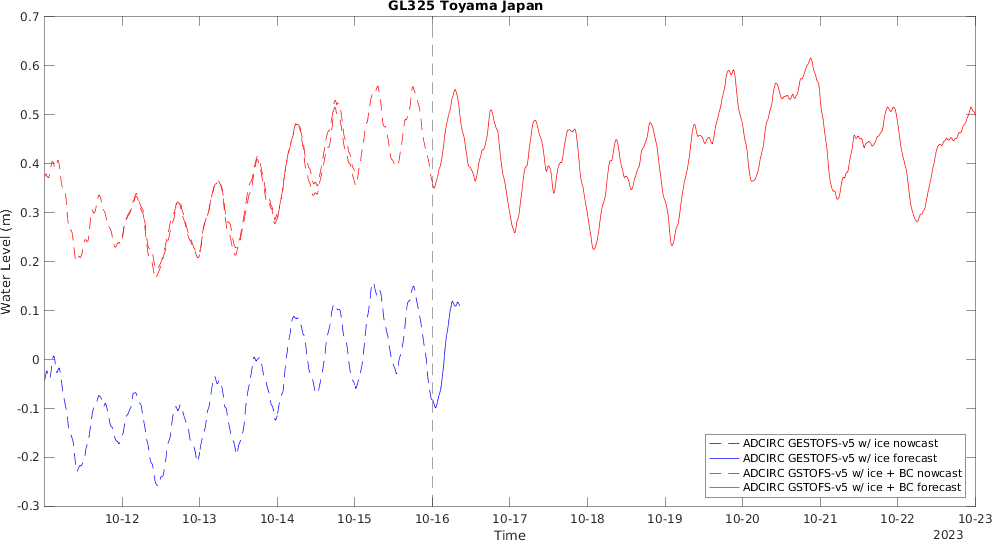 GL325 Toyama Japan
0.7
0.6
0.5
0.4
0.3
0.2
0.1
0
-0.1
-0.2
-0.3
Water Level (m)
ADCIRC GESTOFS-v5 w/ ice nowcast
ADCIRC GESTOFS-v5 w/ ice forecast
ADCIRC GSTOFS-v5 w/ ice + BC nowcast
ADCIRC GSTOFS-v5 w/ ice + BC forecast
10-12 10-13 10-14 10-15 10-16 10-17 10-18 10-19 10-20 10-21 10-22 10-23
Time
2023